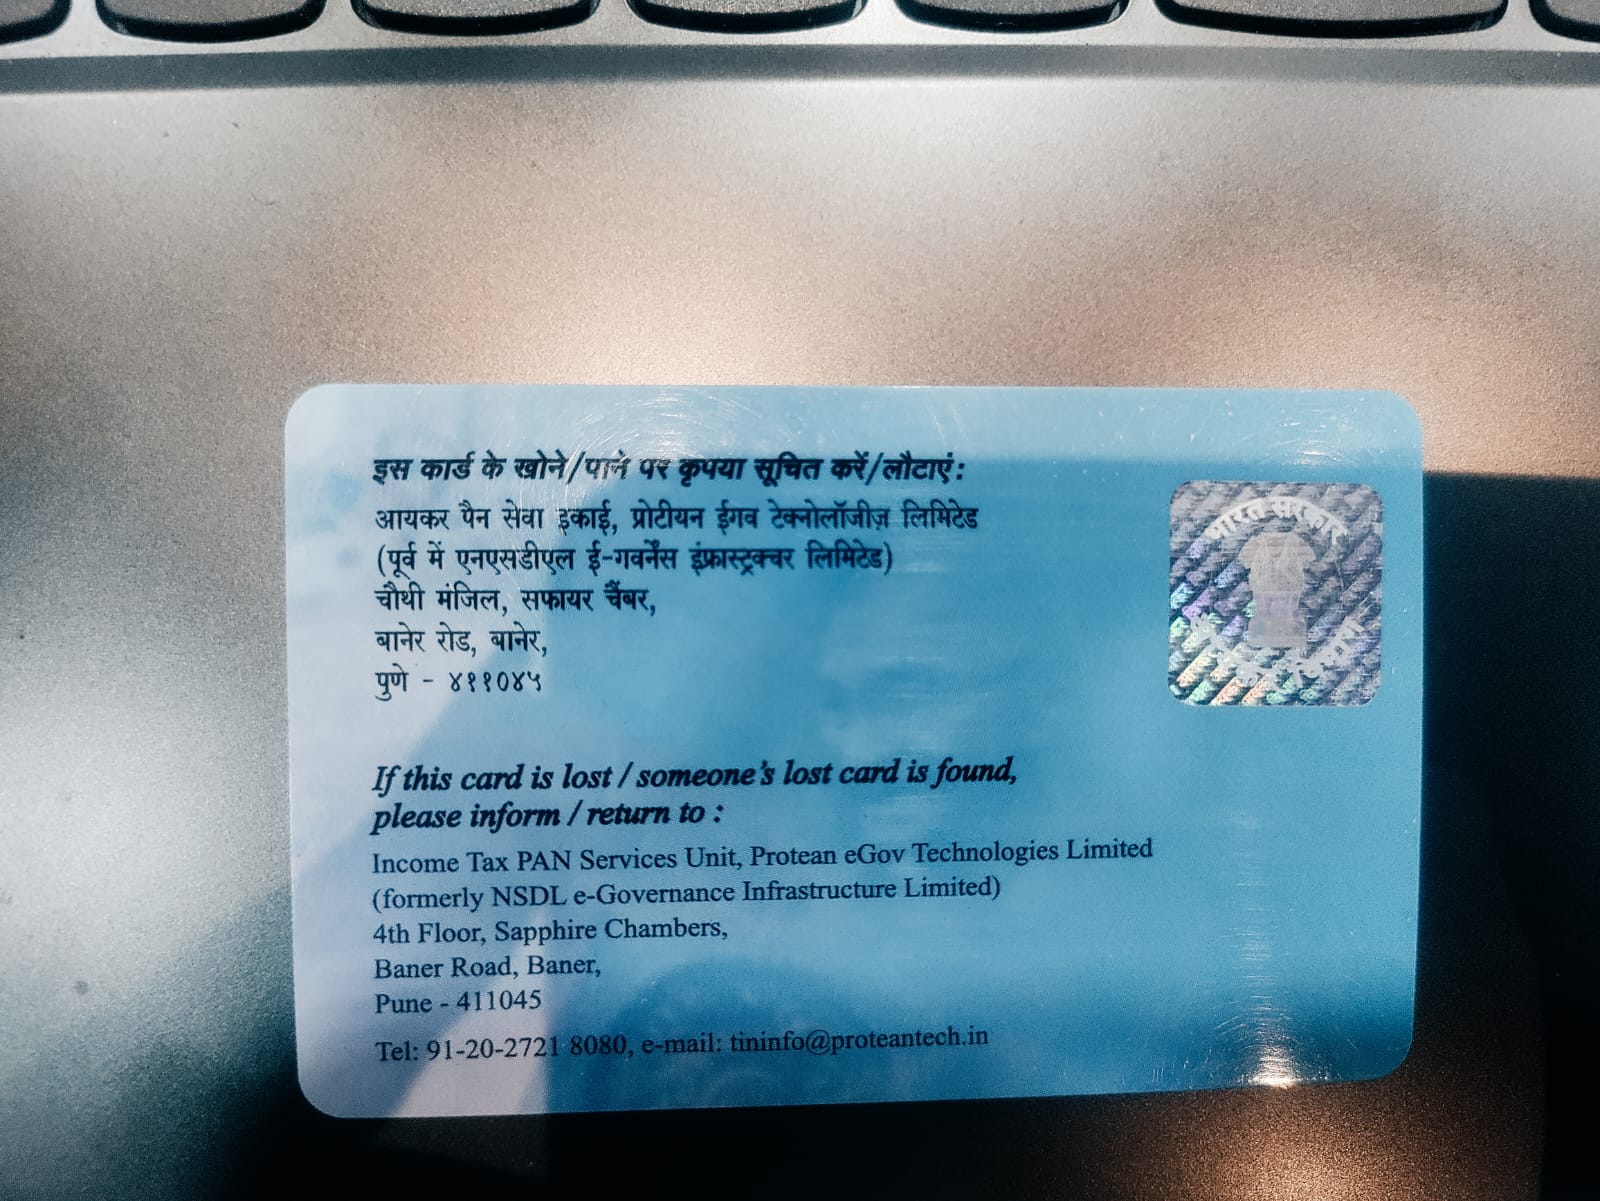 इस कार्ड के खोने/पाने पर कृपया सूचित करें/लौटाएं:
आयकर पैन सेवा इकाई, प्रोटीयन ईगव टेक्नोलॉजीज़ लिमिटेड
(पूर्व में एनएसडीएल ई-गवर्नेंस इंफ्रास्ट्रक्चर लिमिटेड)
चौथी मंजिल, सफायर चैंबर,
बानेर रोड, बानेर,
पुणे - ४११०४५
भारत सरकार
If this card is lost / someone's lost card is found,
please inform / return to :
Income Tax PAN Services Unit, Protean eGov Technologies Limited
(formerly NSDL e-Governance Infrastructure Limited)
4th Floor, Sapphire Chambers,
Baner Road, Baner,
Pune - 411045
Tel: 91-20-2721 8080, e-mail: tininfo@proteantech.in